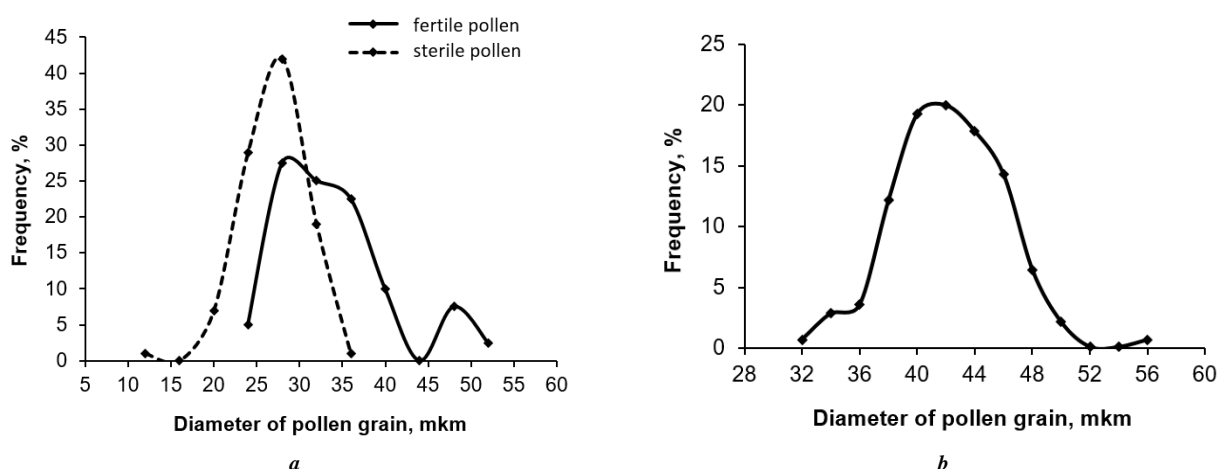 fertile pollen
sterile pollen
45
40
35
30
25
20
15
10
5
0
Frequency, %
5 10 15 20 25 30 35 40 45 50 55 60
Diameter of pollen grain, mkm
a
25
20
15
10
5
0
Frequency, %
28 32 36 40 44 48 52 56 60
Diameter of pollen grain, mkm
b